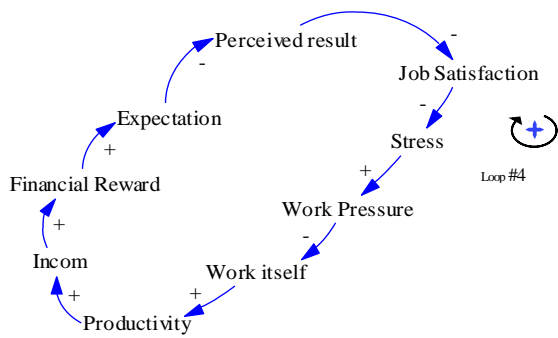 Perceived result
-
-
Job Satisfaction
-
Expectation
-
Stress
+
+
Loop #4
Financial Reward
Work Pressure
+
-
Incom
Work itself
+
+
Productivity